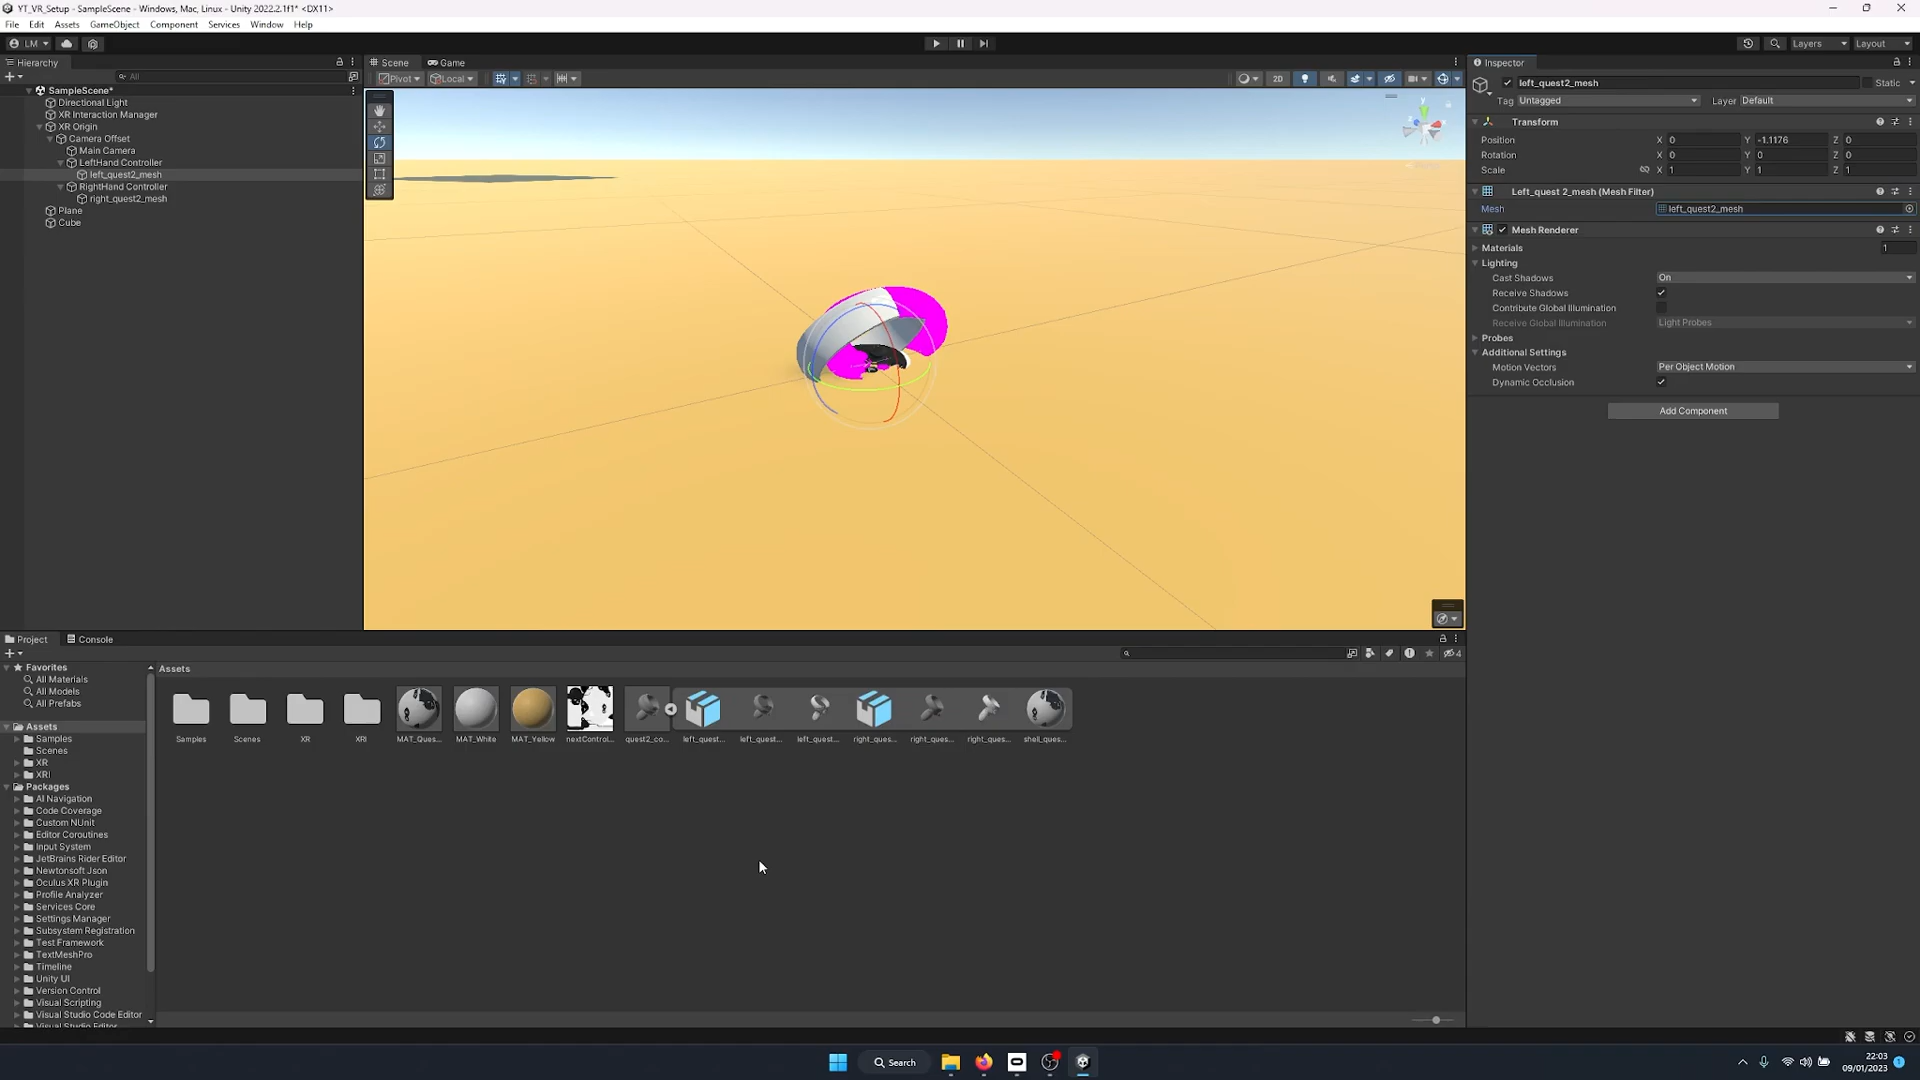 YT_VR_Setup - SampleScene - Windows, Mac, Linux - Unity 2022.2.1f1* <DX11>
File Edit Assets GameObject Component Services Window Help
LM
Layers Layout
Hierarchy
All
SampleScene*
Directional Light
XR Interaction Manager
XR Origin
Camera Offset
Main Camera
LeftHand Controller
left_quest2_mesh
RightHand Controller
right_quest2_mesh
Plane
Cube
Scene Game
Pivot Local 2D
y
z
Inspector
left_quest2_mesh Static
Tag Untagged Layer Default
Transform
Position X 0 Y -1.1176 Z 0
Rotation X 0 Y 0 Z 0
Scale X 1 Y 1 Z 1
Left_quest 2_mesh (Mesh Filter)
Mesh left_quest2_mesh
Mesh Renderer
Materials 1
Lighting
Cast Shadows On
Receive Shadows
Contribute Global Illumination
Receive Global Illumination Light Probes
Probes
Additional Settings
Motion Vectors Per Object Motion
Dynamic Occlusion
Add Component
Project Console
4
Favorites
All Materials
All Models
All Prefabs
Assets
Samples
Scenes
XR
XRI
Packages
AI Navigation
Code Coverage
Custom NUnit
Editor Coroutines
Input System
JetBrains Rider Editor
Newtonsoft Json
Oculus XR Plugin
Profile Analyzer
Services Core
Settings Manager
Subsystem Registration
Test Framework
TextMeshPro
Timeline
Unity UI
Version Control
Visual Scripting
Visual Studio Code Editor
Visual Studio Editor
Assets
Samples Scenes XR XRI MAT_Ques... MAT_White MAT_Yellow nextControl... quest2_co... left_quest... left_quest... left_quest... right_ques... right_ques... right_ques... shell_ques...
Search
22:03
09/01/2023
1